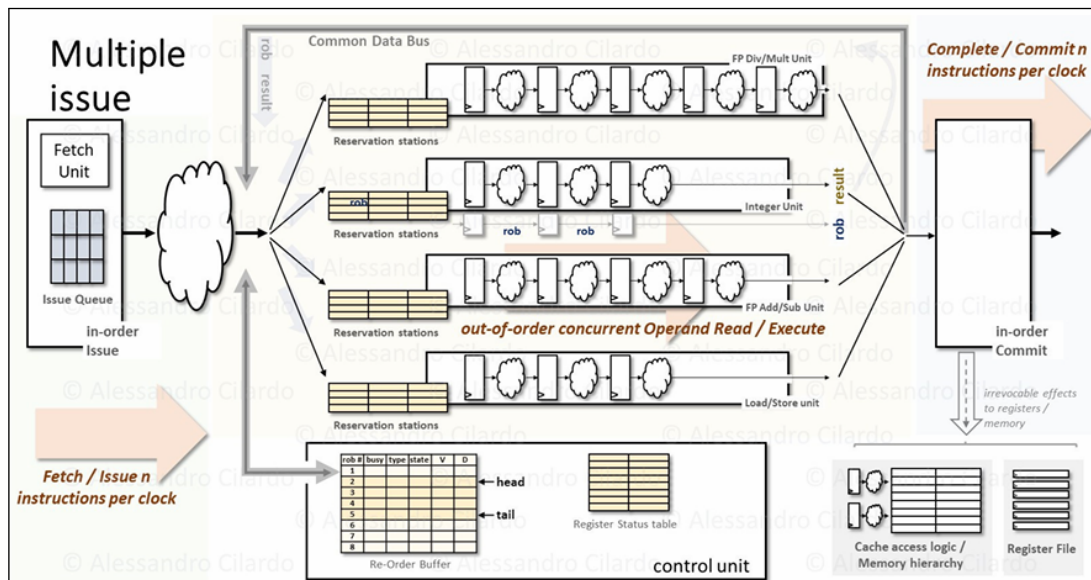 Multiple
issue
Fetch
Unit
Issue Queue
in-order
Issue
Fetch / Issue n
instructions per clock
rob result
Common Data Bus
FP Div/Mult Unit
Reservation stations
rob
Integer Unit
Reservation stations
rob
rob
rob result
FP Add/Sub Unit
Reservation stations
out-of-order concurrent Operand Read / Execute
Load/Store unit
Reservation stations
rob # busy type state V D
1
2
3
4
5
6
7
8
head
tail
Re-Order Buffer
Register Status table
control unit
Complete / Commit n
instructions per clock
in-order
Commit
irrevocable effects
to registers /
memory
Cache access logic /
Memory hierarchy
Register File
© Alessandro Cilardo